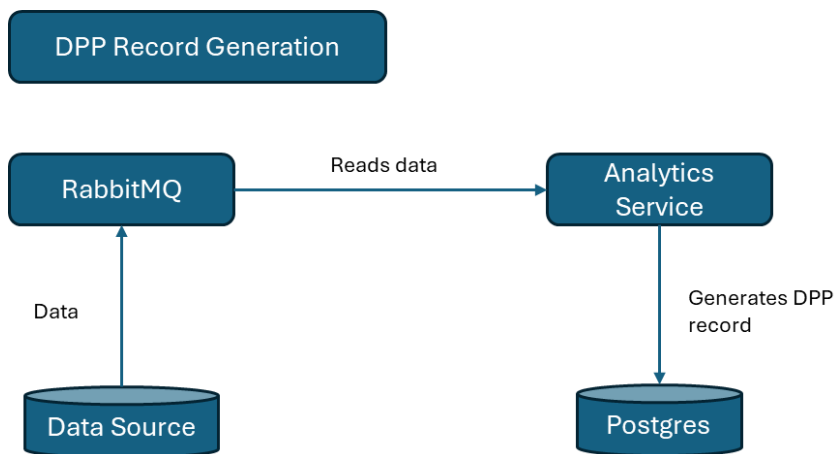 DPP Record Generation
RabbitMQ
Reads data
Analytics
Service
Data
Generates DPP
record
Data Source
Postgres